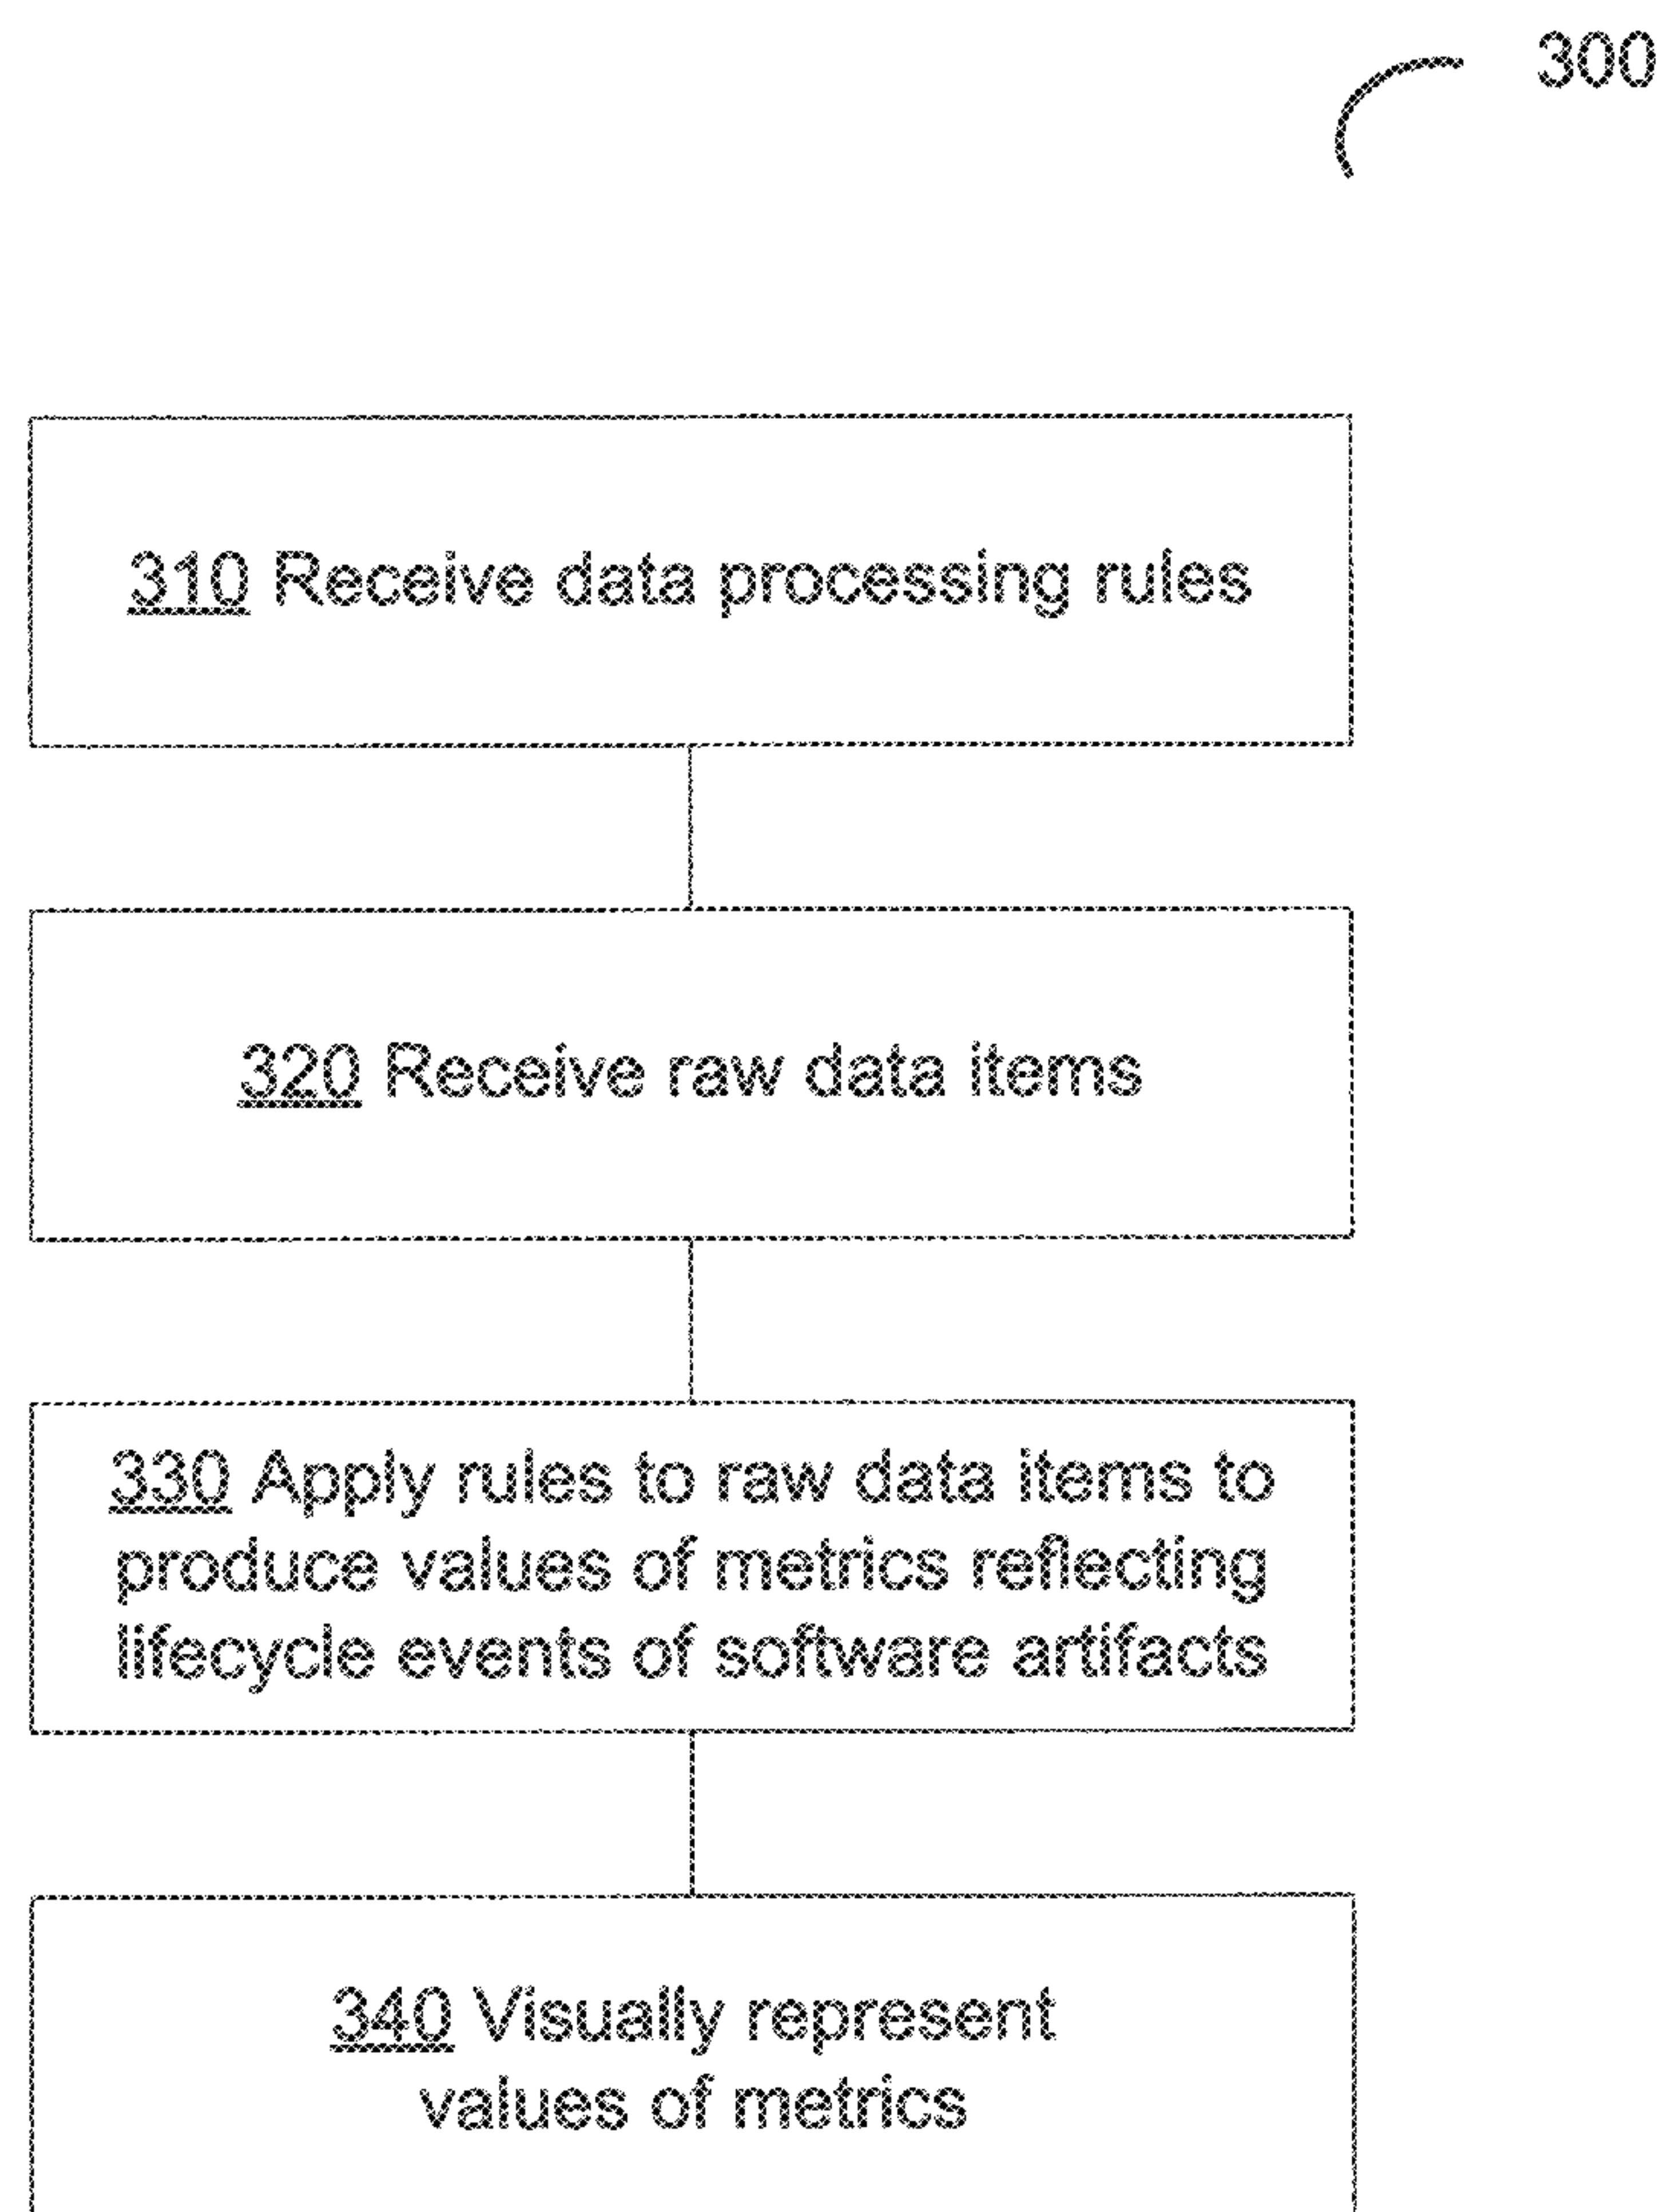 300
310 Receive data processing rules
320 Receive raw data items
330 Apply rules to raw data items to
produce values of metrics reflecting
lifecycle events of software artifacts
340 Visually represent
values of metrics